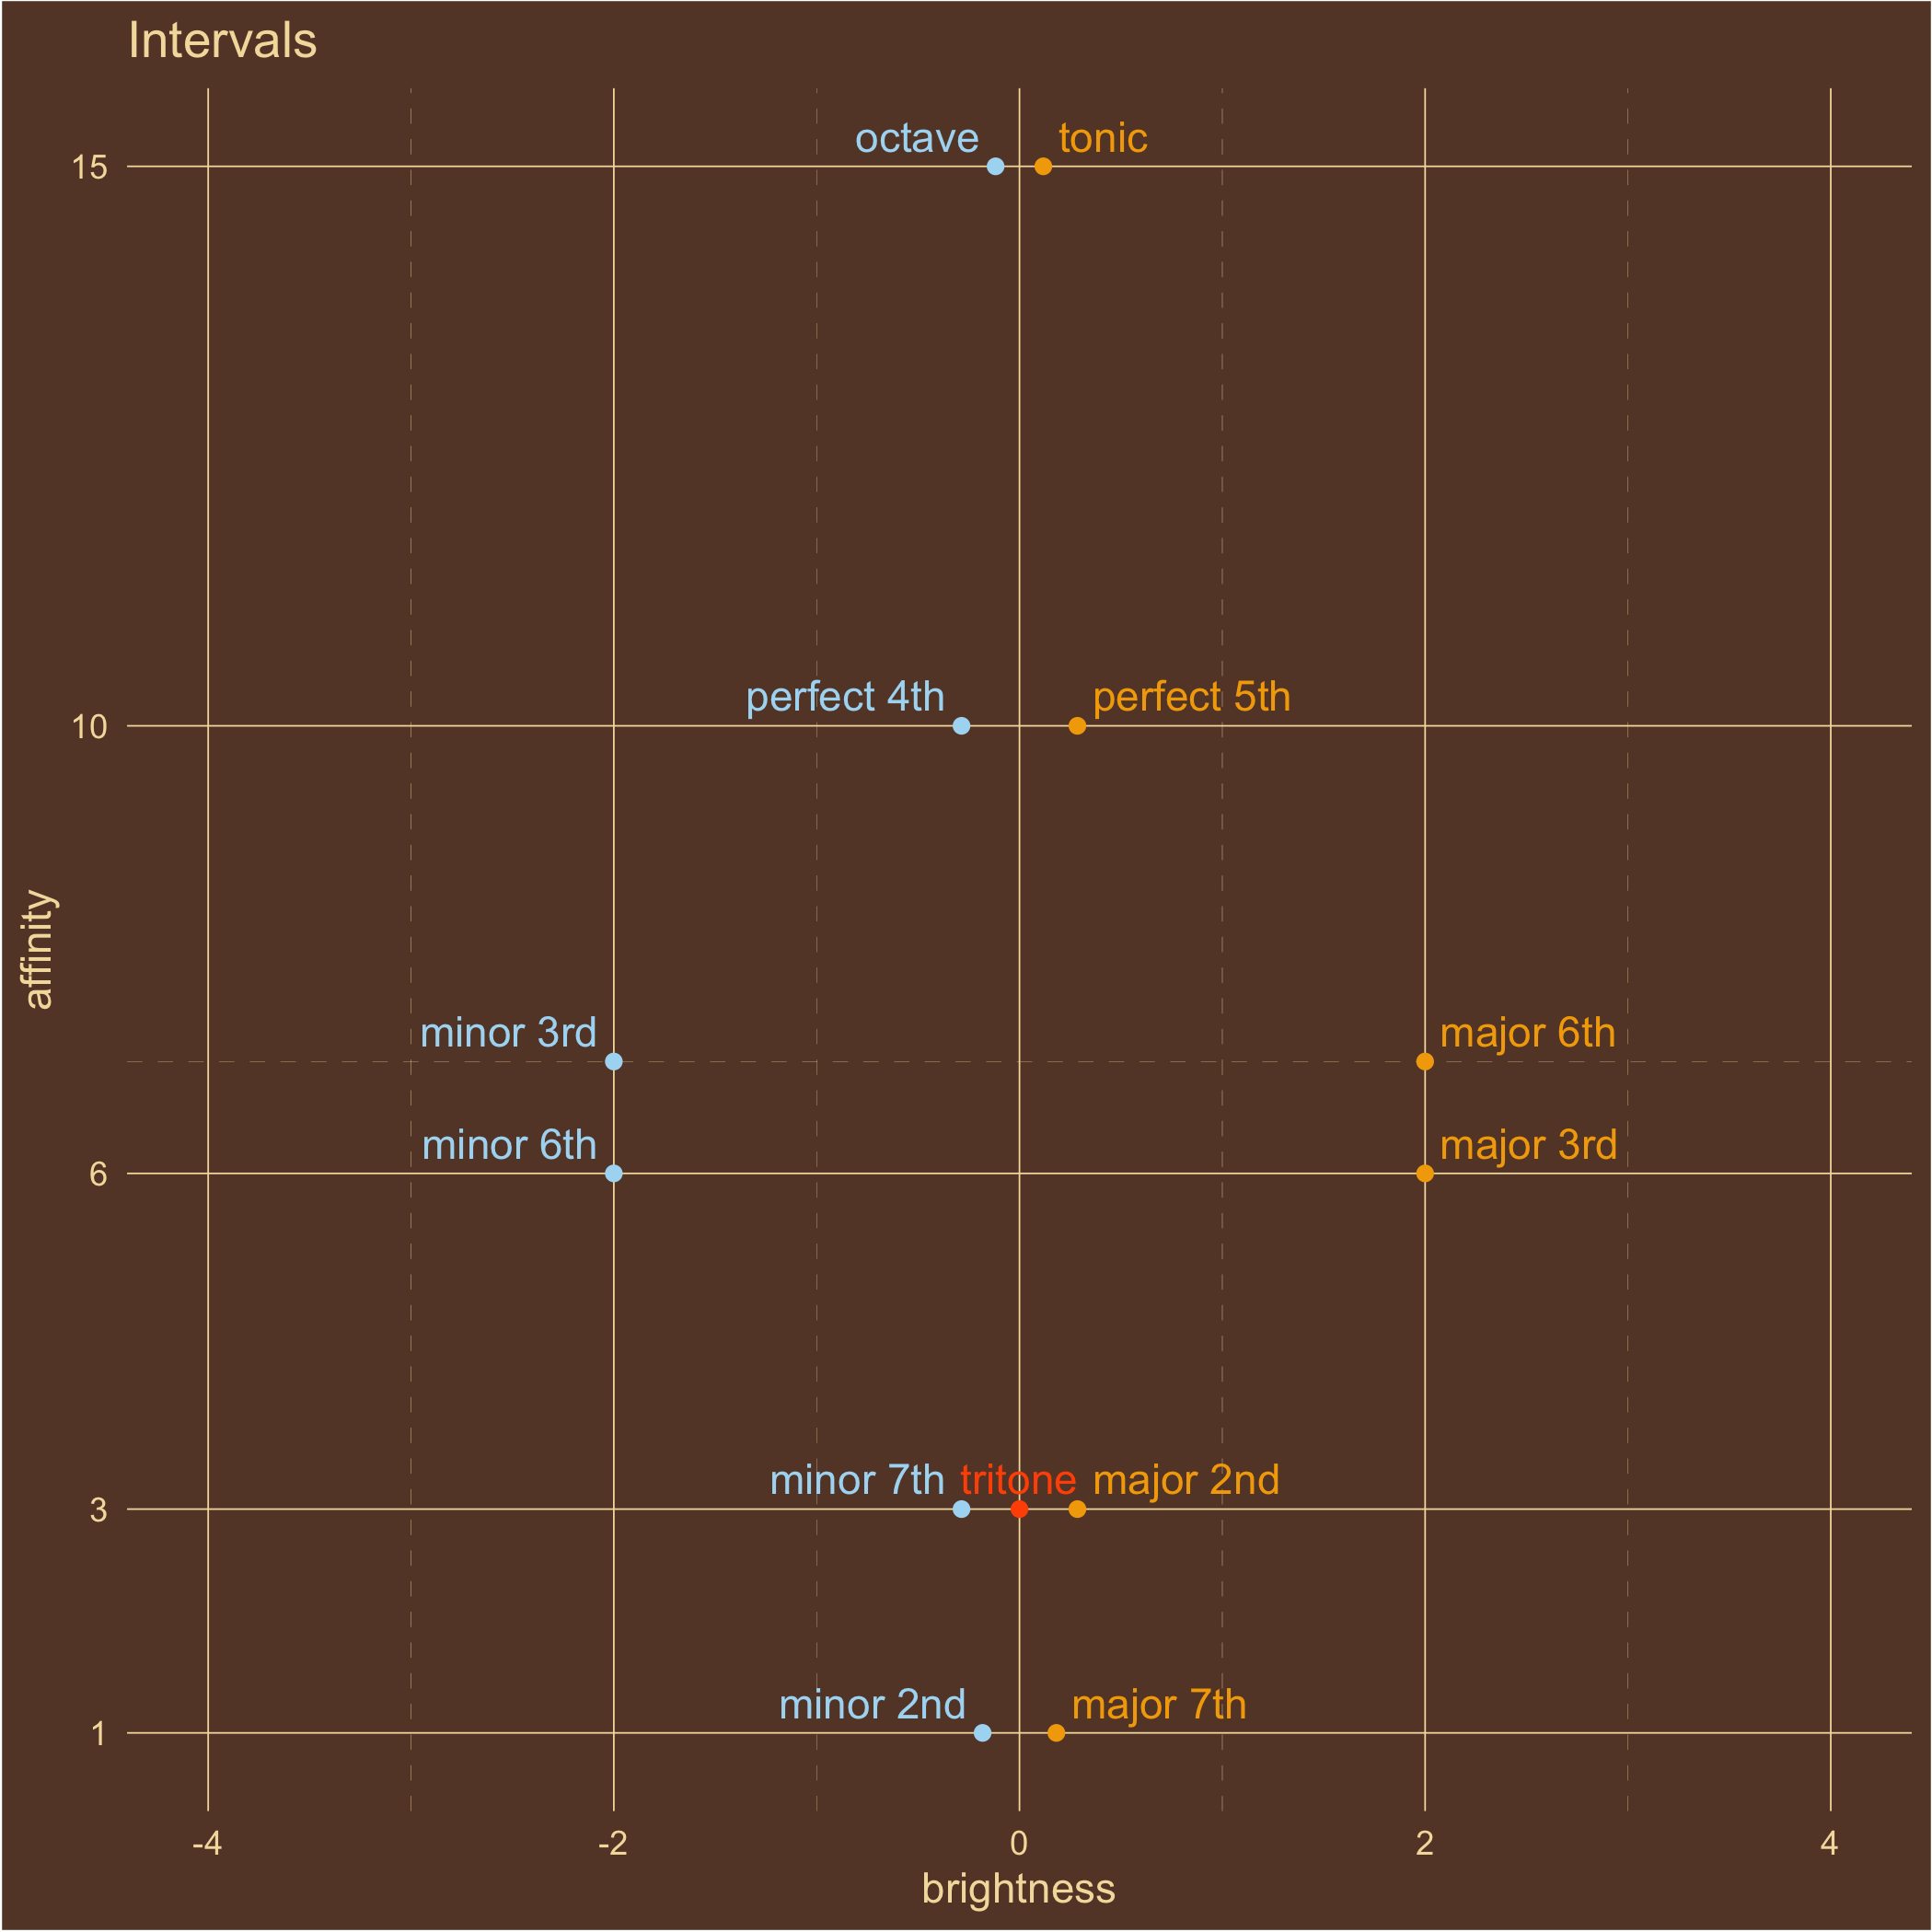 Intervals
octave tonic
15
perfect 4th perfect 5th
10
affinity
minor 3rd major 6th
minor 6th major 3rd
6
minor 7th tritone major 2nd
3
minor 2nd major 7th
1
-4 -2 0 2 4
brightness